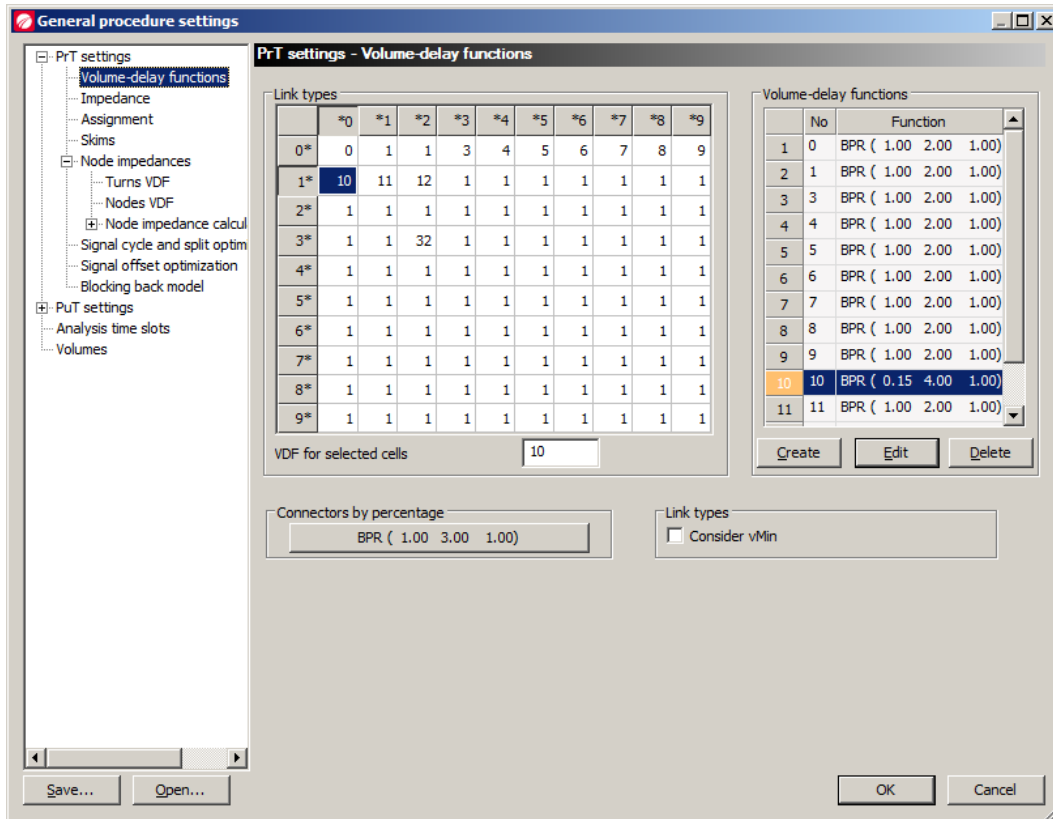 General procedure settings
PrT settings
Volume-delay functions
Impedance
Assignment
Skims
Node impedances
Turns VDF
Nodes VDF
Node impedance calcul
Signal cycle and split optim
Signal offset optimization
Blocking back model
PuT settings
Analysis time slots
Volumes
PrT settings - Volume-delay functions
Link types
*0 *1 *2 *3 *4 *5 *6 *7 *8 *9
0* 0 1 1 3 4 5 6 7 8 9
1* 10 11 12 1 1 1 1 1 1 1
2* 1 1 1 1 1 1 1 1 1 1
3* 1 1 32 1 1 1 1 1 1 1
4* 1 1 1 1 1 1 1 1 1 1
5* 1 1 1 1 1 1 1 1 1 1
6* 1 1 1 1 1 1 1 1 1 1
7* 1 1 1 1 1 1 1 1 1 1
8* 1 1 1 1 1 1 1 1 1 1
9* 1 1 1 1 1 1 1 1 1 1
VDF for selected cells 10
Volume-delay functions
No Function
1 0 BPR ( 1.00 2.00 1.00)
2 1 BPR ( 1.00 2.00 1.00)
3 3 BPR ( 1.00 2.00 1.00)
4 4 BPR ( 1.00 2.00 1.00)
5 5 BPR ( 1.00 2.00 1.00)
6 6 BPR ( 1.00 2.00 1.00)
7 7 BPR ( 1.00 2.00 1.00)
8 8 BPR ( 1.00 2.00 1.00)
9 9 BPR ( 1.00 2.00 1.00)
10 10 BPR ( 0.15 4.00 1.00)
11 11 BPR ( 1.00 2.00 1.00)
Create Edit Delete
Connectors by percentage
BPR ( 1.00 3.00 1.00)
Link types
Consider vMin
Save... Open... OK Cancel